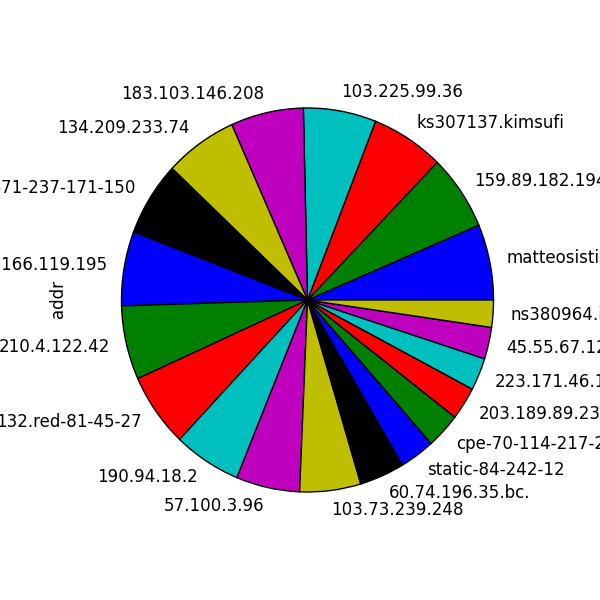 183.103.146.208
103.225.99.36
ks307137.kimsufi
134.209.233.74
159.89.182.194
71-237-171-150
166.119.195
matteosisti
addr
ns380964.i
210.4.122.42
45.55.67.12
223.171.46.1
203.189.89.23
132.red-81-45-27
cpe-70-114-217-2
static-84-242-12
190.94.18.2
60.74.196.35.bc.
57.100.3.96
103.73.239.248